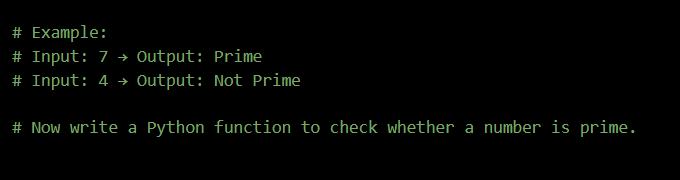 # Example:
# Input: 7 → Output: Prime
# Input: 4 → Output: Not Prime
# Now write a Python function to check whether a number is prime.